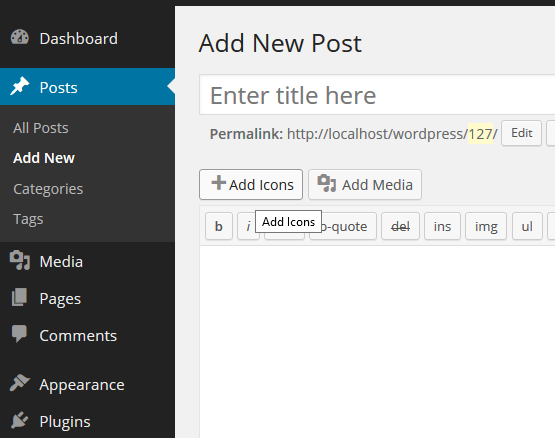 Dashboard
Posts
All Posts
Add New
Categories
Tags
Media
Pages
Comments
Appearance
Plugins
Add New Post
Enter title here
Permalink: http://localhost/wordpress/127/ Edit
Add Icons Add Media
Add Icons
b i b-quote del ins img ul